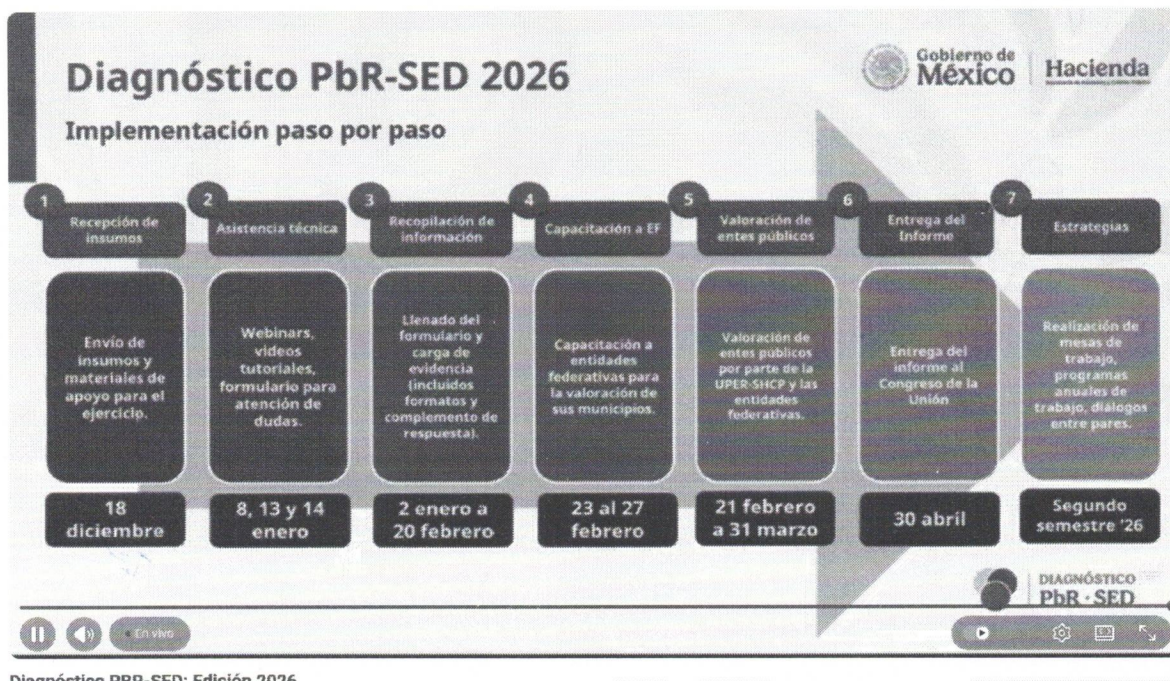 Diagnóstico PbR-SED 2026
Gobierno de
México
Hacienda
Implementación paso por paso
1
Recepción de
insumos
Envío de
insumos y
materiales de
apoyo para el
ejercicio.
18
diciembre
2
Asistencia técnica
Webinars,
videos
tutoriales,
formulario para
atención de
dudas.
8, 13 y 14
enero
3
Recopilación de
información
Llenado del
formulario y
carga de
evidencia
(incluidos
formatos y
complemento de
respuesta).
2 enero a
20 febrero
4
Capacitación a EF
Capacitación a
entidades
federativas para
la valoración de
sus municipios.
23 al 27
febrero
5
Valoración de
entes públicos
Valoración de
entes públicos
por parte de la
UPER-SHCP y las
entidades
federativas.
21 febrero
a 31 marzo
6
Entrega del
Informe
Entrega del
informe al
Congreso de la
Unión
30 abril
7
Estrategias
Realización de
mesas de
trabajo,
programas
anuales de
trabajo, diálogos
entre pares.
Segundo
semestre '26
DIAGNÓSTICO
PbR · SED
En vivo
Diagnóstico PBR-SED: Edición 2026